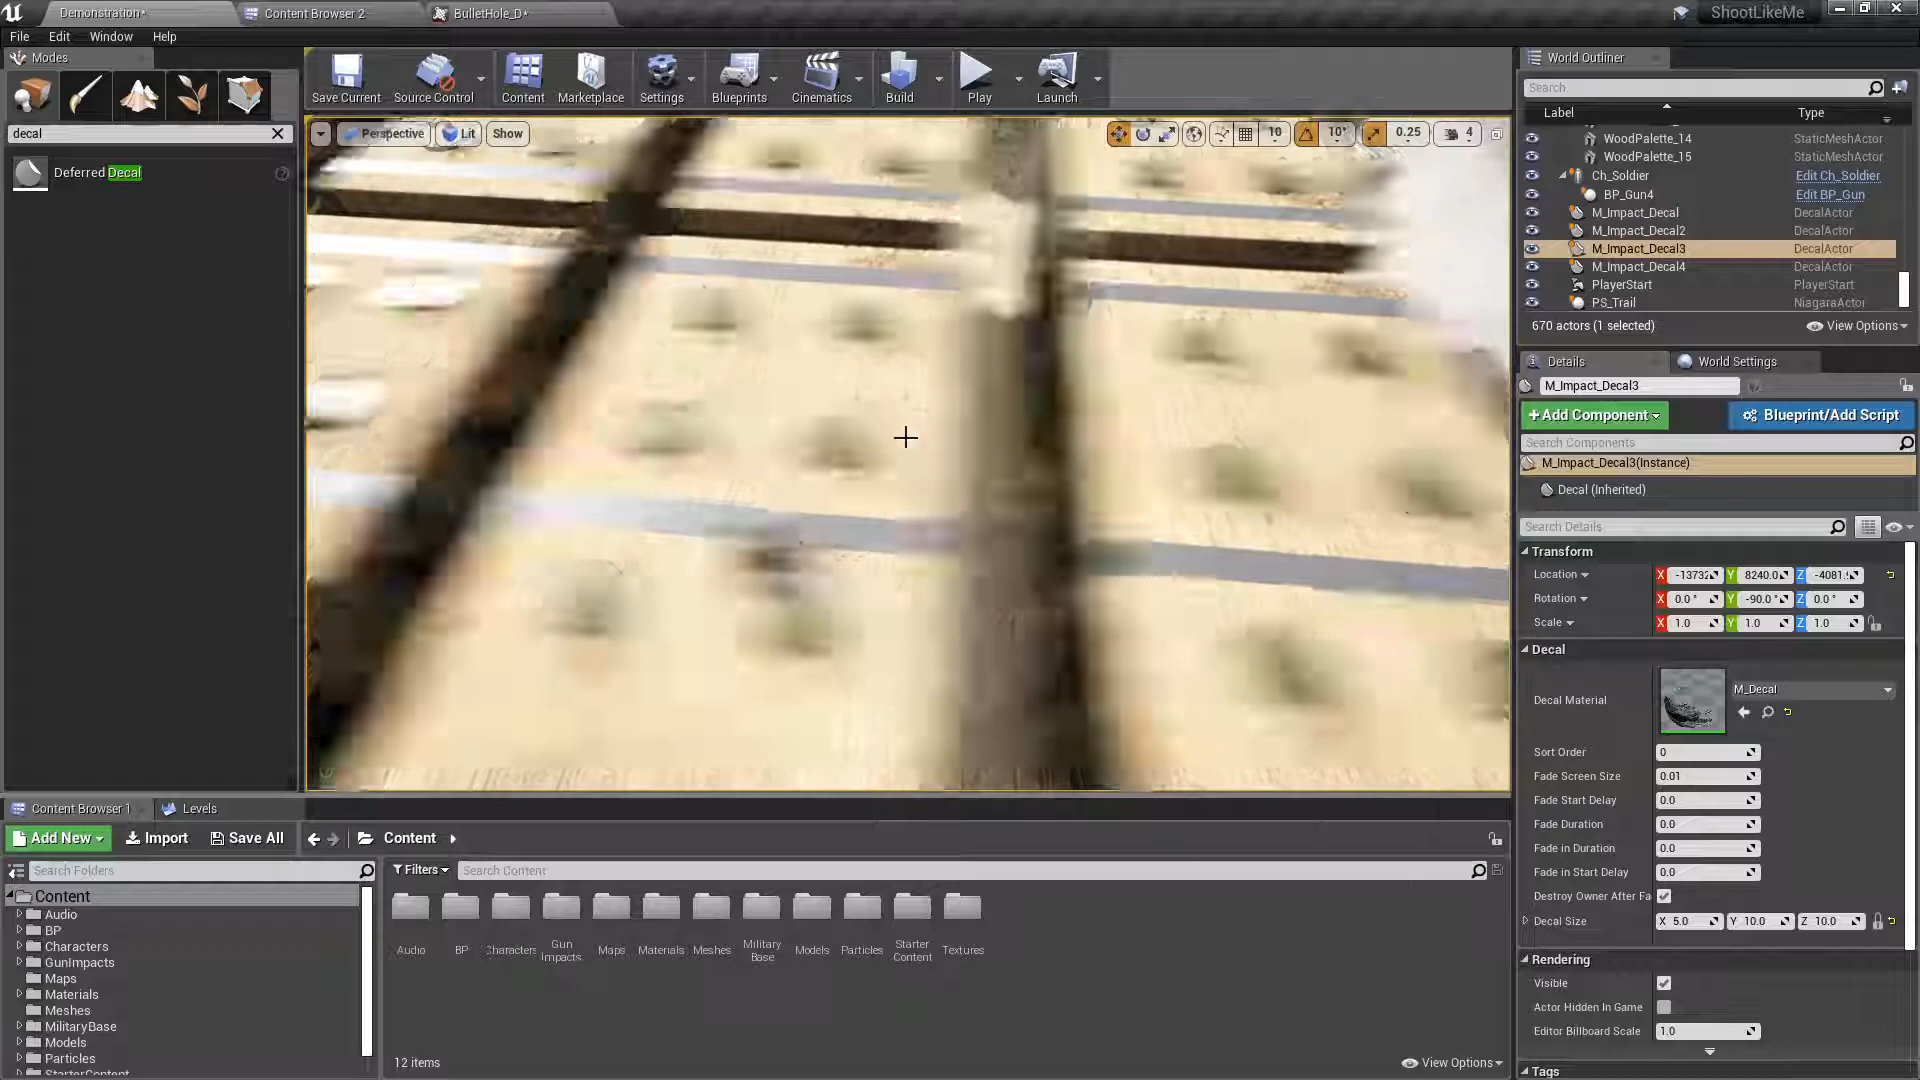 Demonstration*
Content Browser 2
BulletHole_D*
ShootLikeMe
File Edit Window Help
Modes
decal
Deferred Decal
Save Current
Source Control
Content
Marketplace
Settings
Blueprints
Cinematics
Build
Play
Launch
Perspective
Lit
Show
10
10°
0.25
4
World Outliner
Search
Label Type
WoodPalette_14 StaticMeshActor
WoodPalette_15 StaticMeshActor
Ch_Soldier Edit Ch_Soldier
BP_Gun4 Edit BP_Gun
M_Impact_Decal DecalActor
M_Impact_Decal2 DecalActor
M_Impact_Decal3 DecalActor
M_Impact_Decal4 DecalActor
PlayerStart PlayerStart
PS_Trail NiagaraActor
670 actors (1 selected)
View Options
Details
World Settings
M_Impact_Decal3
+Add Component
Blueprint/Add Script
Search Components
M_Impact_Decal3(Instance)
Decal (Inherited)
Search Details
Transform
Location X -13732 Y 8240.0 Z -4081.
Rotation X 0.0° Y -90.0° Z 0.0°
Scale X 1.0 Y 1.0 Z 1.0
Decal
Decal Material
M_Decal
Sort Order 0
Fade Screen Size 0.01
Fade Start Delay 0.0
Fade Duration 0.0
Fade in Duration 0.0
Fade in Start Delay 0.0
Destroy Owner After Fa
Decal Size X 5.0 Y 10.0 Z 10.0
Rendering
Visible
Actor Hidden In Game
Editor Billboard Scale 1.0
Tags
Content Browser 1
Levels
Add New
Import
Save All
Content
Search Folders
Filters
Search Content
Content
Audio
BP
Characters
GunImpacts
Maps
Materials
Meshes
MilitaryBase
Models
Particles
StarterContent
Audio
BP
Characters
Gun Impacts
Maps
Materials
Meshes
Military Base
Models
Particles
Starter Content
Textures
12 items
View Options